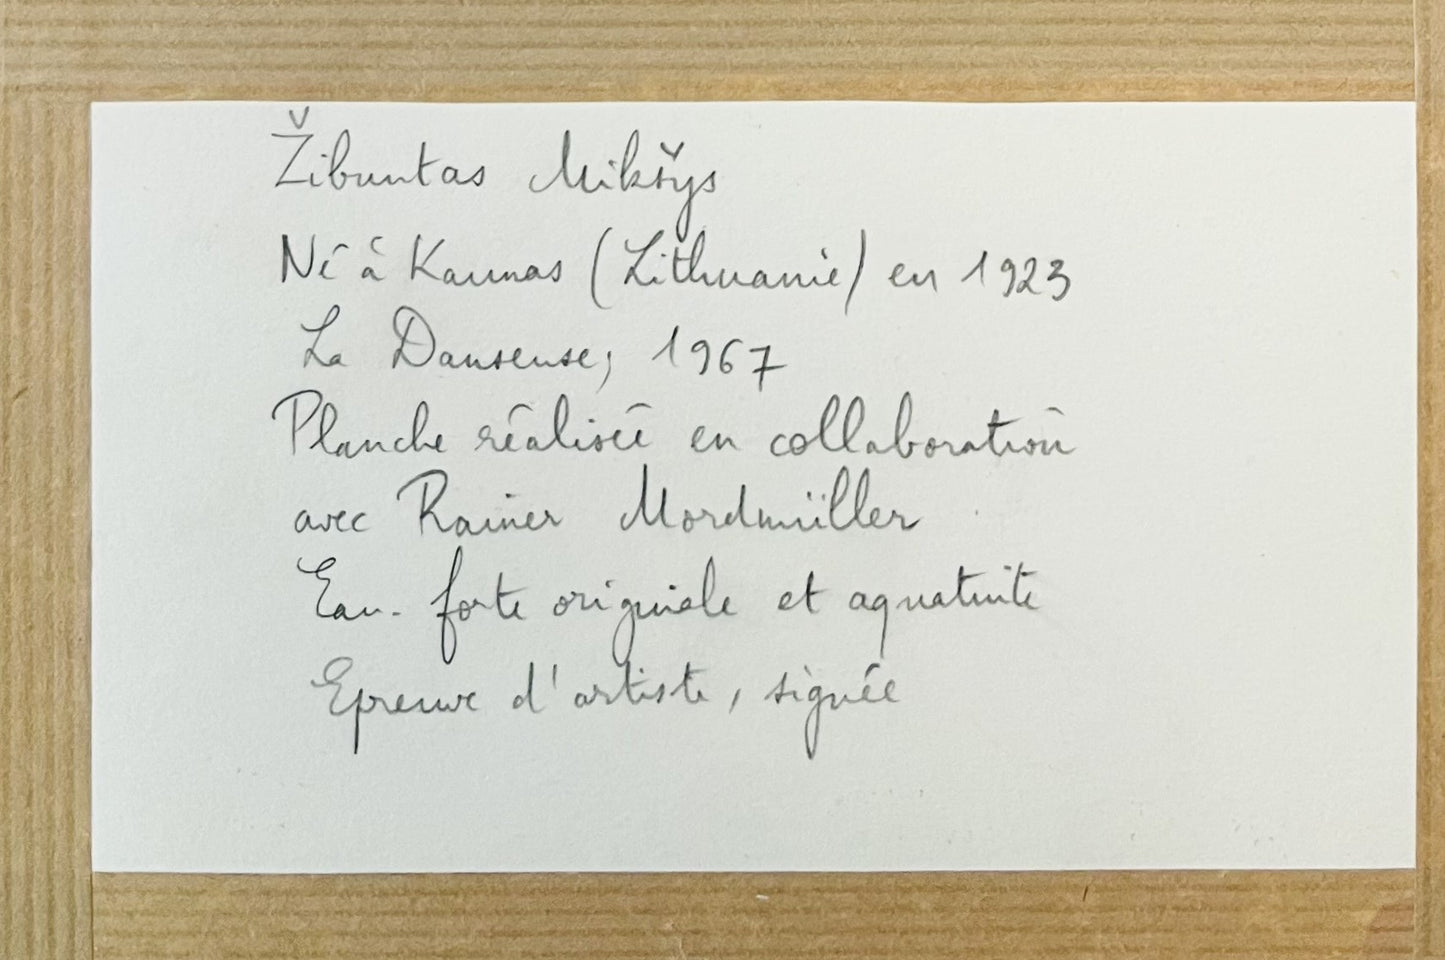 Žibuntas Mikšys
Né à Kaunas (Lithuanie) en 1923
La Danseuse, 1967
Planche réalisée en collaboration
avec Rainer Mordmüller
Eau-forte originale et aquatinte
Epreuve d'artiste, signée